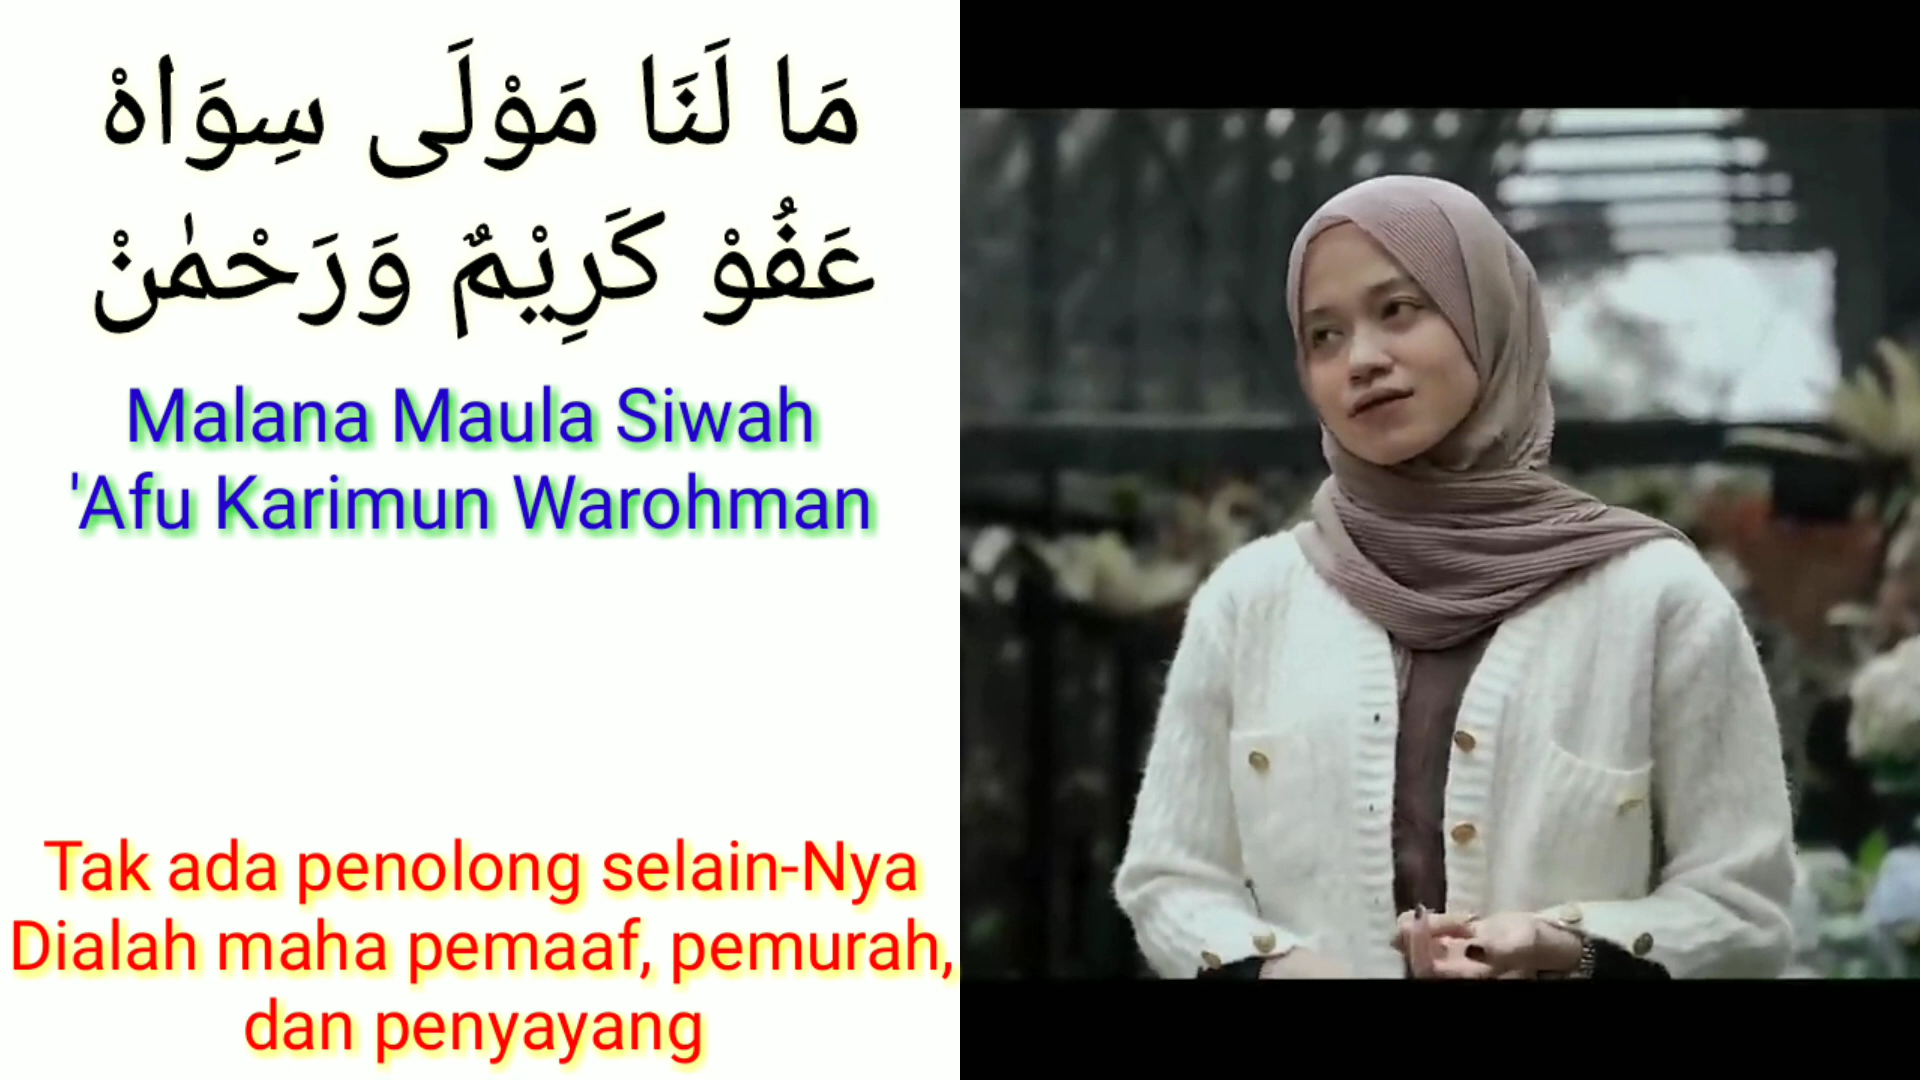 مَا لَنَا مَوْلَى سِوَاهْ
عَفُوْ كَرِيْمٌ وَرَحْمٰنْ
Malana Maula Siwah
'Afu Karimun Warohman
Tak ada penolong selain-Nya
Dialah maha pemaaf, pemurah,
dan penyayang